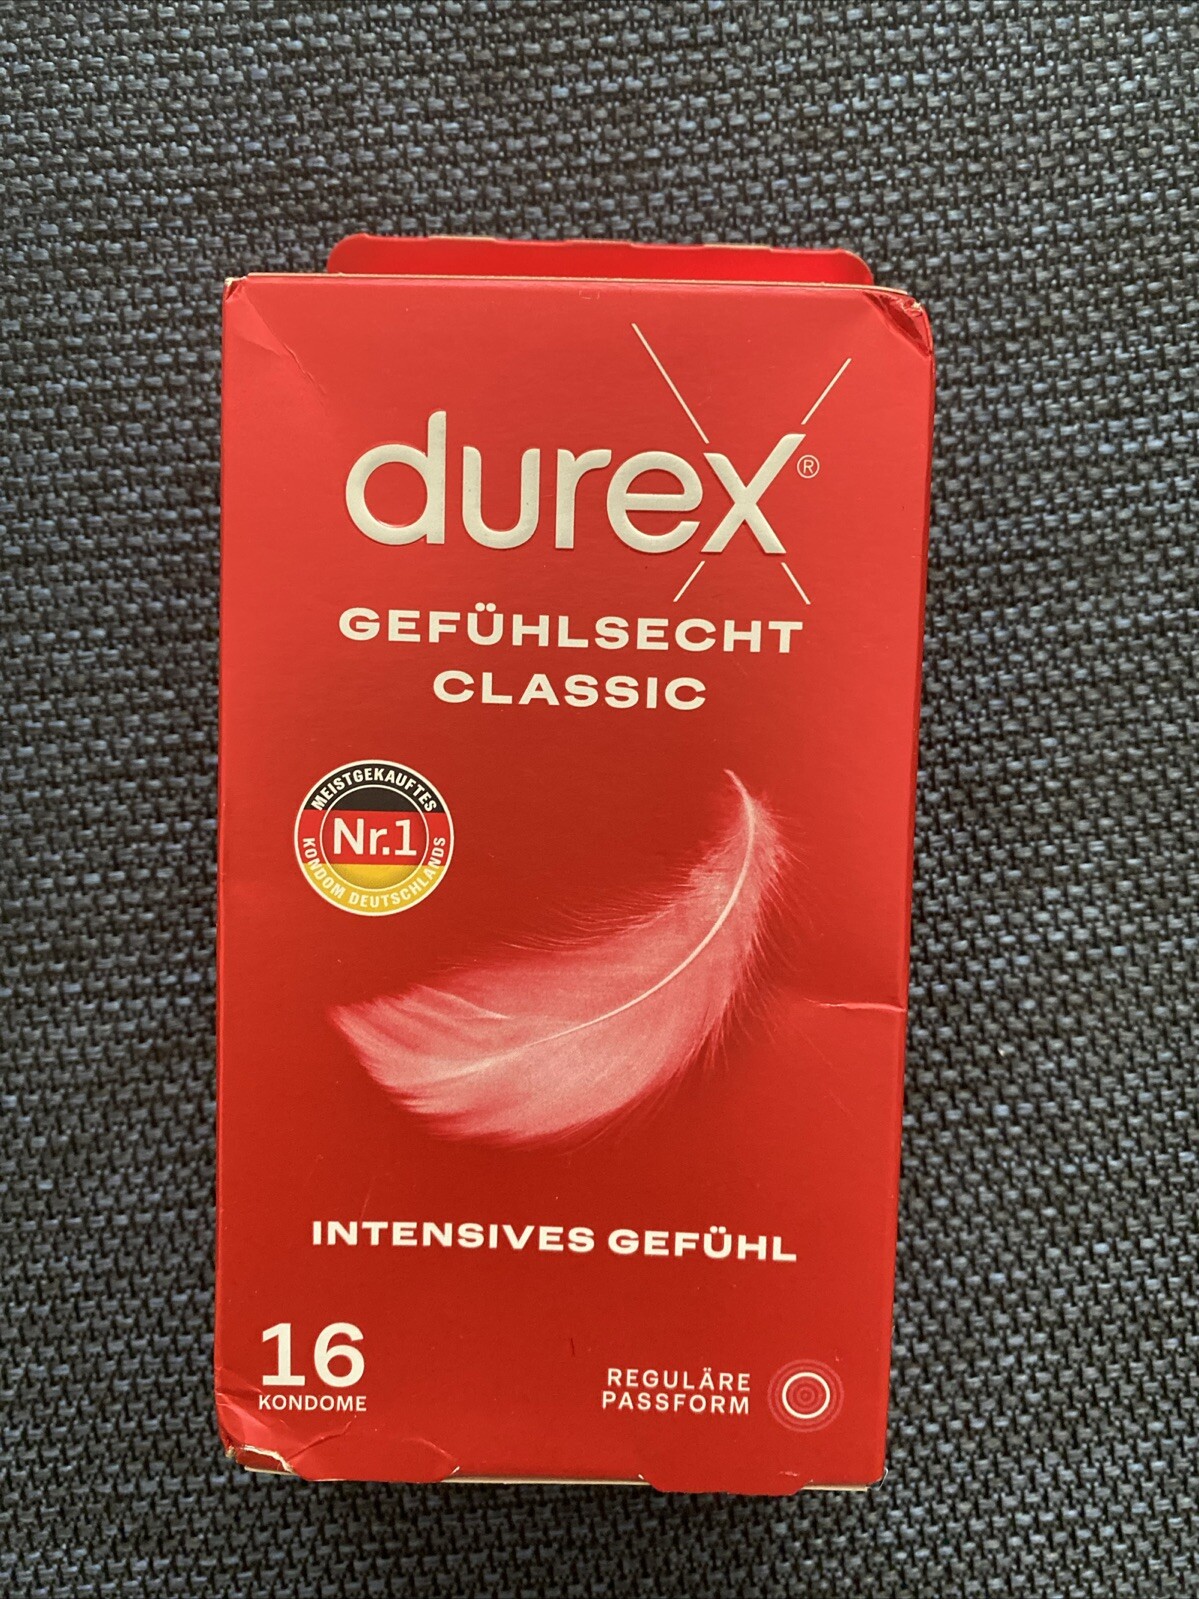 durex®
GEFÜHLSECHT
CLASSIC
MEISTGEKAUFTES
Nr.1
KONDOM DEUTSCHLANDS
INTENSIVES GEFÜHL
16
KONDOME
REGULÄRE
PASSFORM